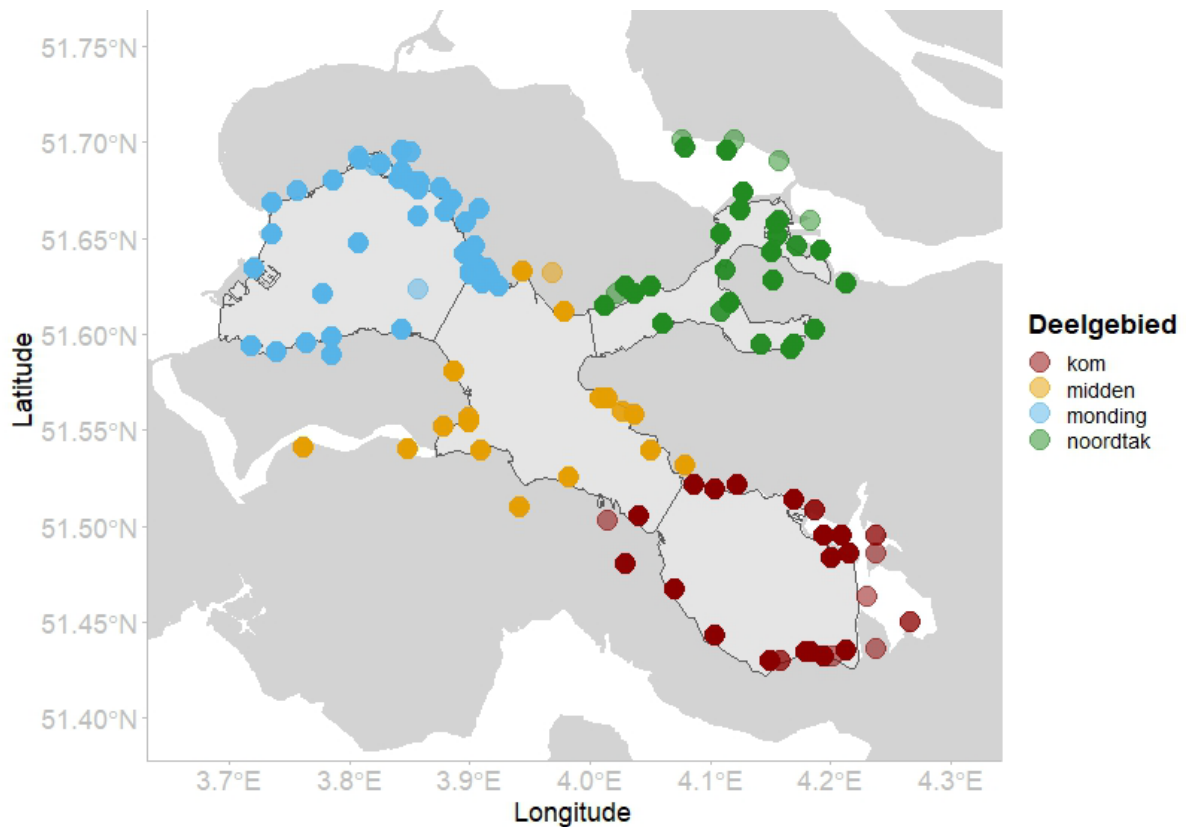 51.75°N
51.70°N
51.65°N
51.60°N
51.55°N
51.50°N
51.45°N
51.40°N
Latitude
3.7°E 3.8°E 3.9°E 4.0°E 4.1°E 4.2°E 4.3°E
Longitude
Deelgebied
kom
midden
monding
noordtak